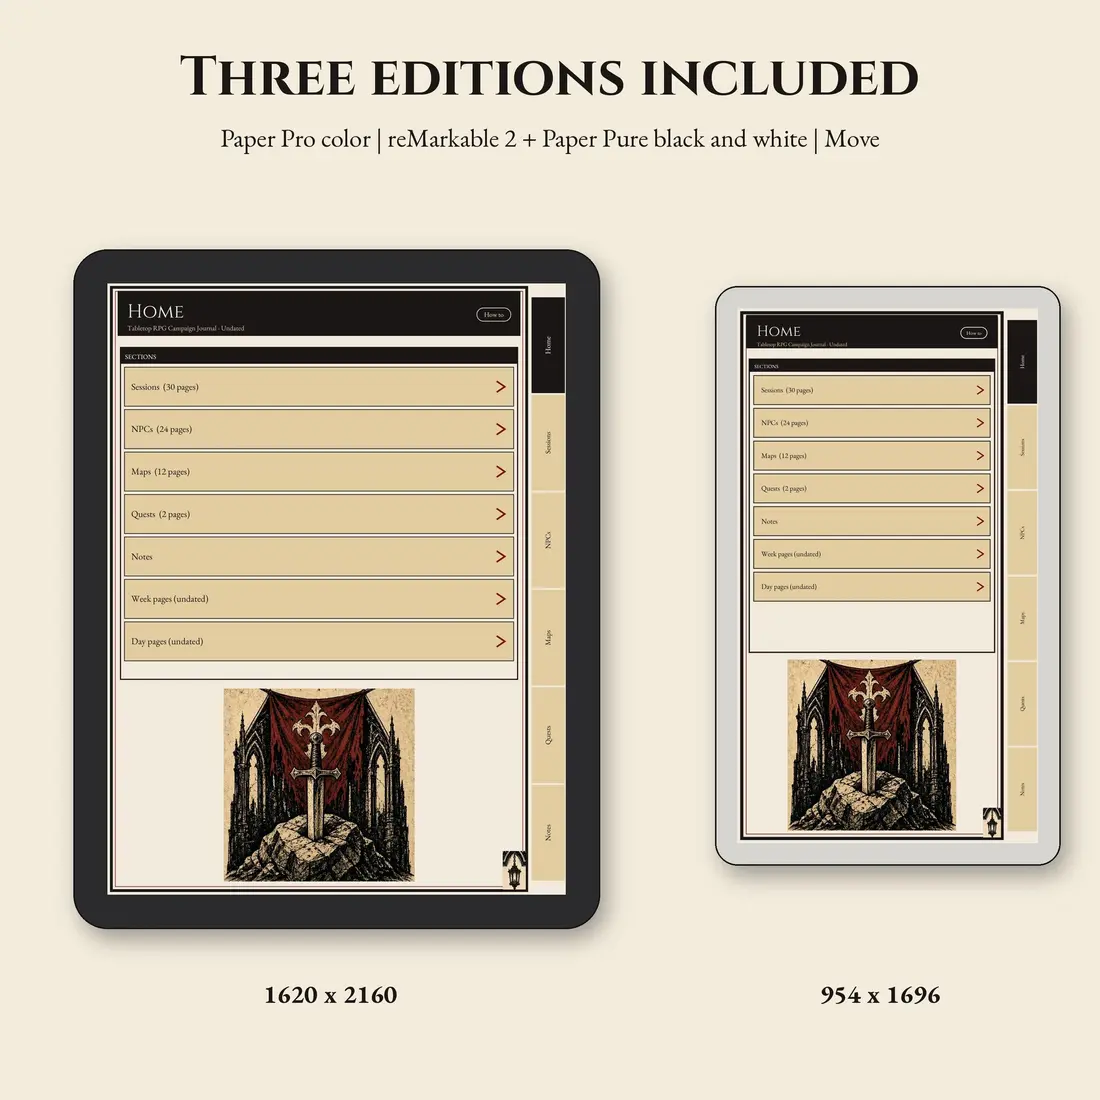 THREE EDITIONS INCLUDED
Paper Pro color | reMarkable 2 + Paper Pure black and white | Move
HOME
Tabletop RPG Campaign Journal · Undated
How to
SECTIONS
Sessions (30 pages)
NPCs (24 pages)
Maps (12 pages)
Quests (2 pages)
Notes
Week pages (undated)
Day pages (undated)
Home
Sessions
NPCs
Maps
Quests
Notes
HOME
Tabletop RPG Campaign Journal · Undated
How to
SECTIONS
Sessions (30 pages)
NPCs (24 pages)
Maps (12 pages)
Quests (2 pages)
Notes
Week pages (undated)
Day pages (undated)
Home
Sessions
NPCs
Maps
Quests
Notes
1620 x 2160
954 x 1696